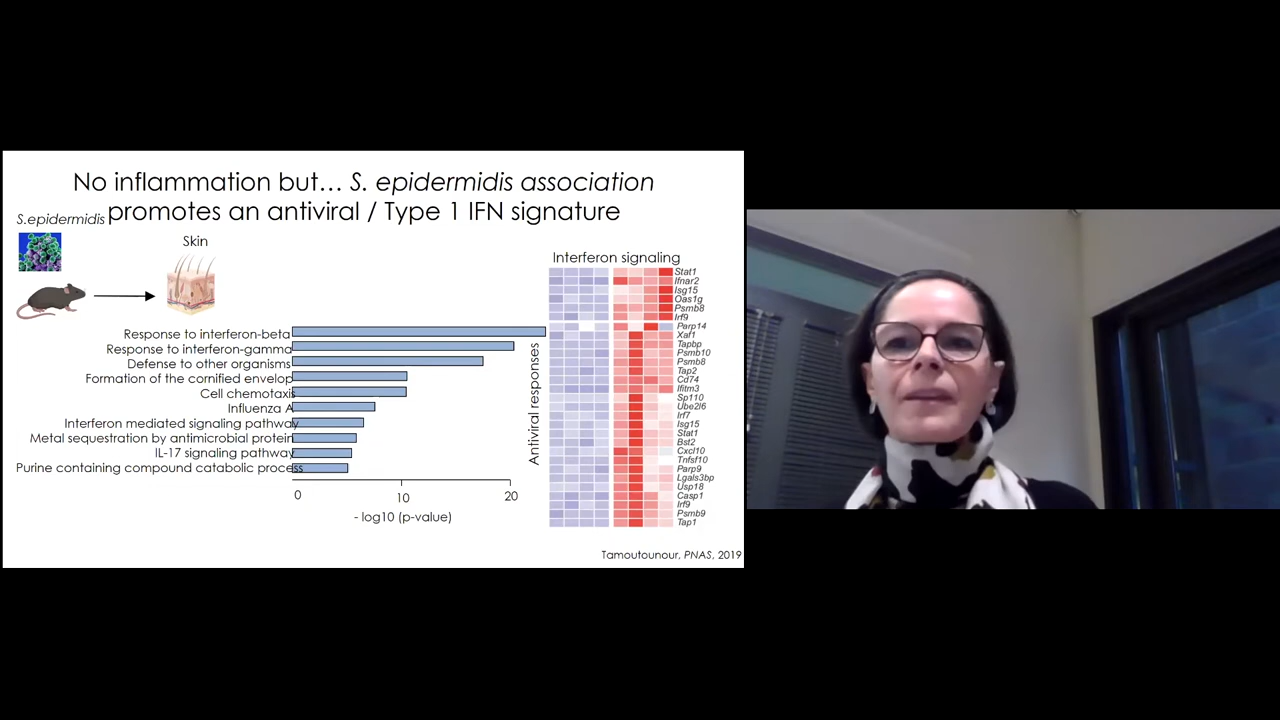 No inflammation but… S. epidermidis association
promotes an antiviral / Type 1 IFN signature
S.epidermidis
Skin
Response to interferon-beta
Response to interferon-gamma
Defense to other organisms
Formation of the cornified envelop
Cell chemotaxis
Influenza A
Interferon mediated signaling pathway
Metal sequestration by antimicrobial protein
IL-17 signaling pathway
Purine containing compound catabolic process
0
10
20
- log10 (p-value)
Interferon signaling
Antiviral responses
Stat1
Ifnar2
Isg15
Oas1g
Psmb8
Irf9
Parp14
Xaf1
Tapbp
Psmb10
Psmb8
Tap2
Cd74
Ifitm3
Sp110
Ube2l6
Irf7
Isg15
Stat1
Bst2
Cxcl10
Tnfsf10
Parp9
Lgals3bp
Usp18
Casp1
Irf9
Psmb9
Tap1
Tamoutounour, PNAS, 2019